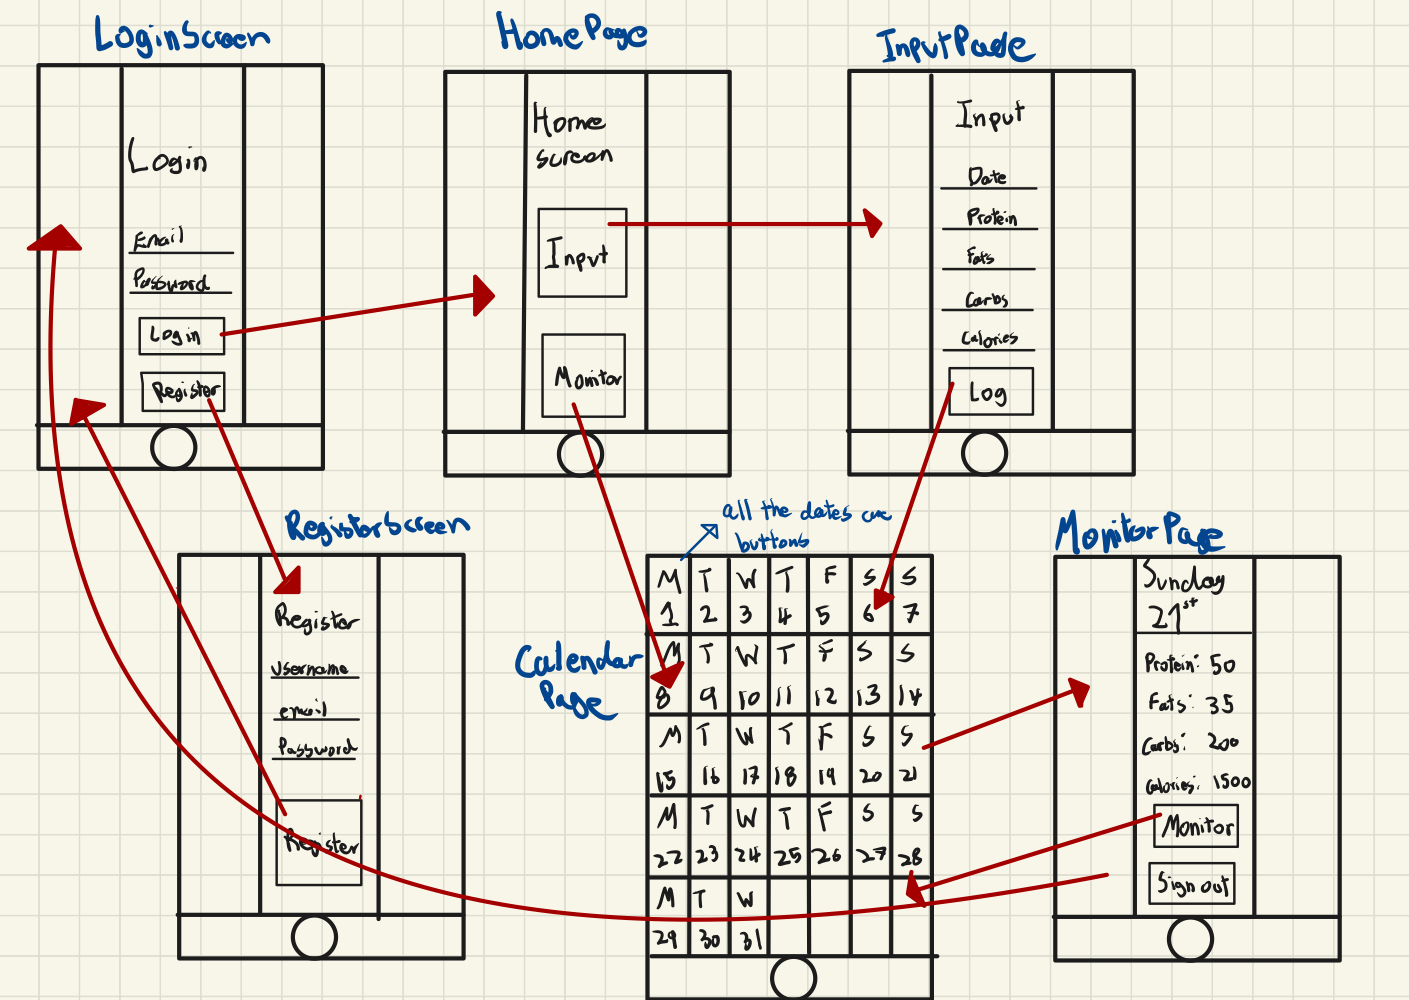 LoginScreen
Login
Email
Password
Login
Register
HomePage
Home
screen
Input
Monitor
InputPage
Input
Date
Protein
Fats
Carbs
Calories
Log
RegisterScreen
Register
username
email
Password
Register
all the dates are
buttons
Calendar
Page
M T W T F S S
1 2 3 4 5 6 7
M T W T F S S
8 9 10 11 12 13 14
M T W T F S S
15 16 17 18 19 20 21
M T W T F S S
22 23 24 25 26 27 28
M T W
29 30 31
MonitorPage
Sunday
21st
Protein: 50
Fats: 35
Carbs: 200
Calories: 1500
Monitor
Sign out